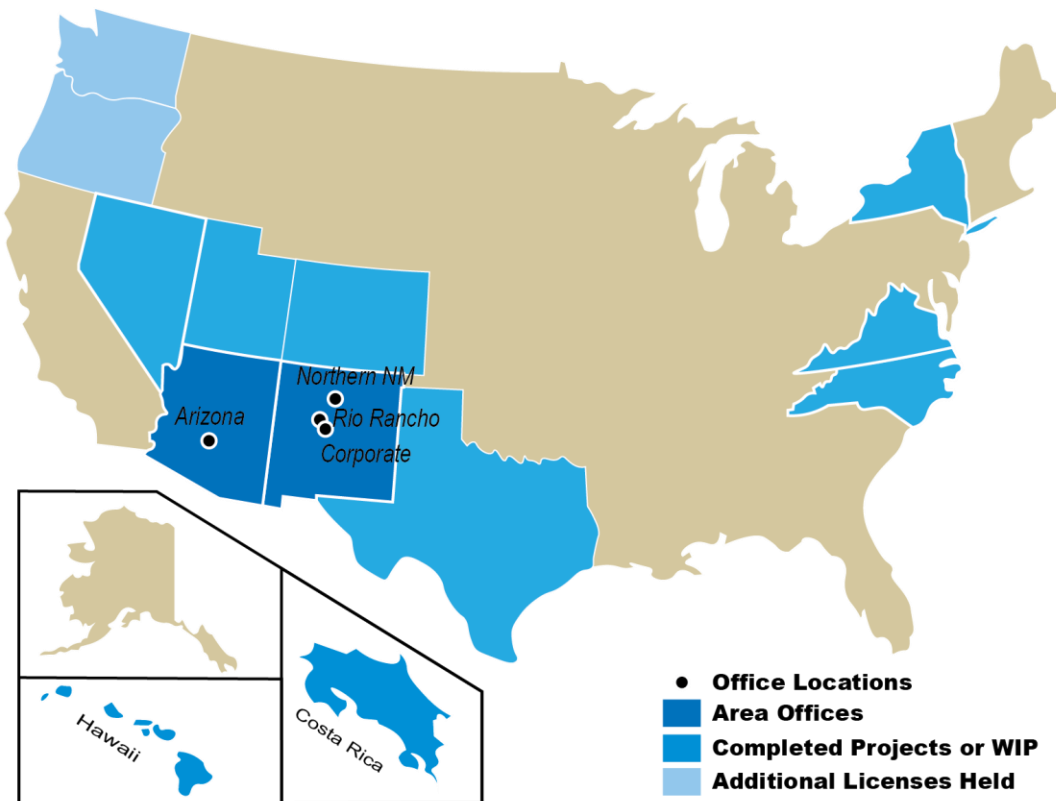 Northern NM
Arizona
Rio Rancho
Corporate
Hawaii
Costa Rica
Office Locations
Area Offices
Completed Projects or WIP
Additional Licenses Held